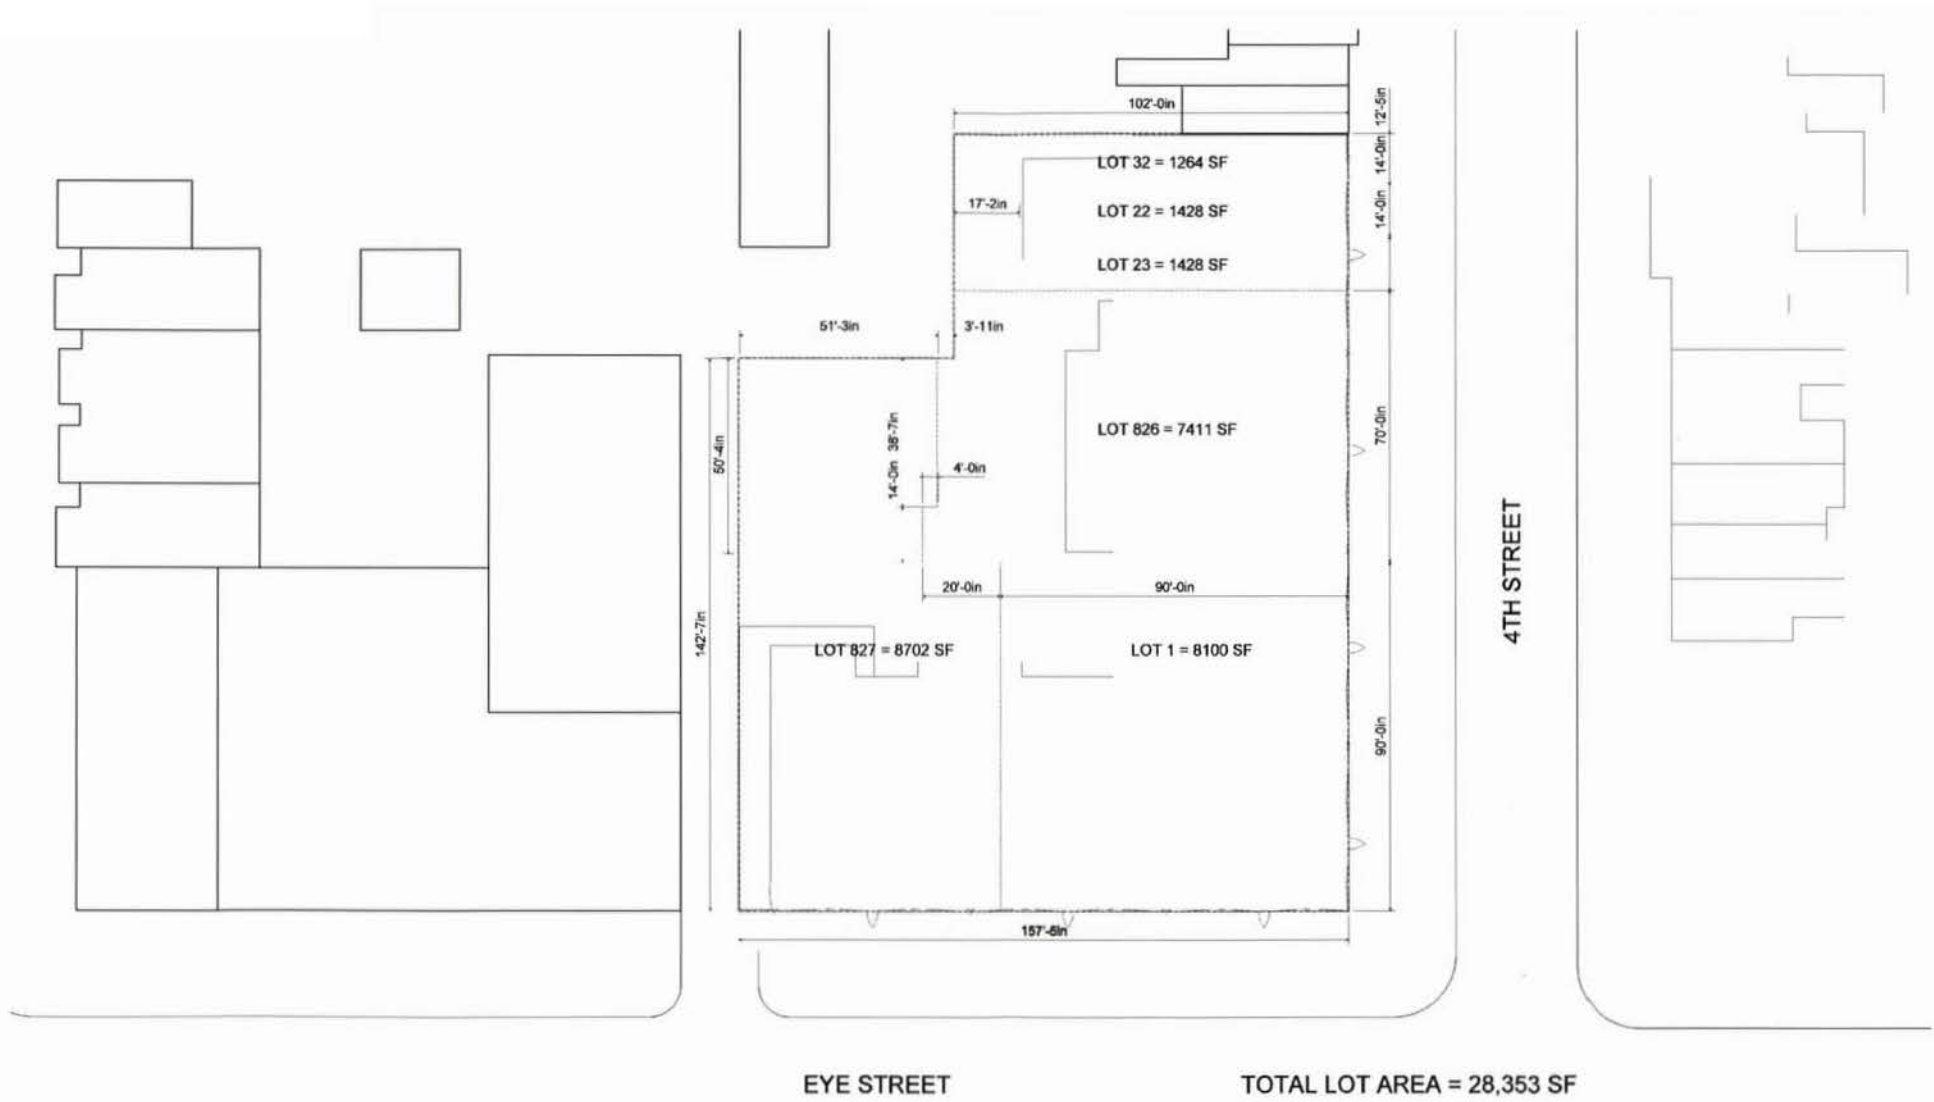 102'-0in
12'-5in
14'-0in
LOT 32 = 1264 SF
17'-2in
LOT 22 = 1428 SF
14'-0in
LOT 23 = 1428 SF
51'-3in
3'-11in
50'-4in
14'-0in 38'-7in
4'-0in
LOT 826 = 7411 SF
70'-0in
20'-0in
90'-0in
142'-7in
LOT 827 = 8702 SF
LOT 1 = 8100 SF
4TH STREET
90'-0in
157'-6in
EYE STREET
TOTAL LOT AREA = 28,353 SF